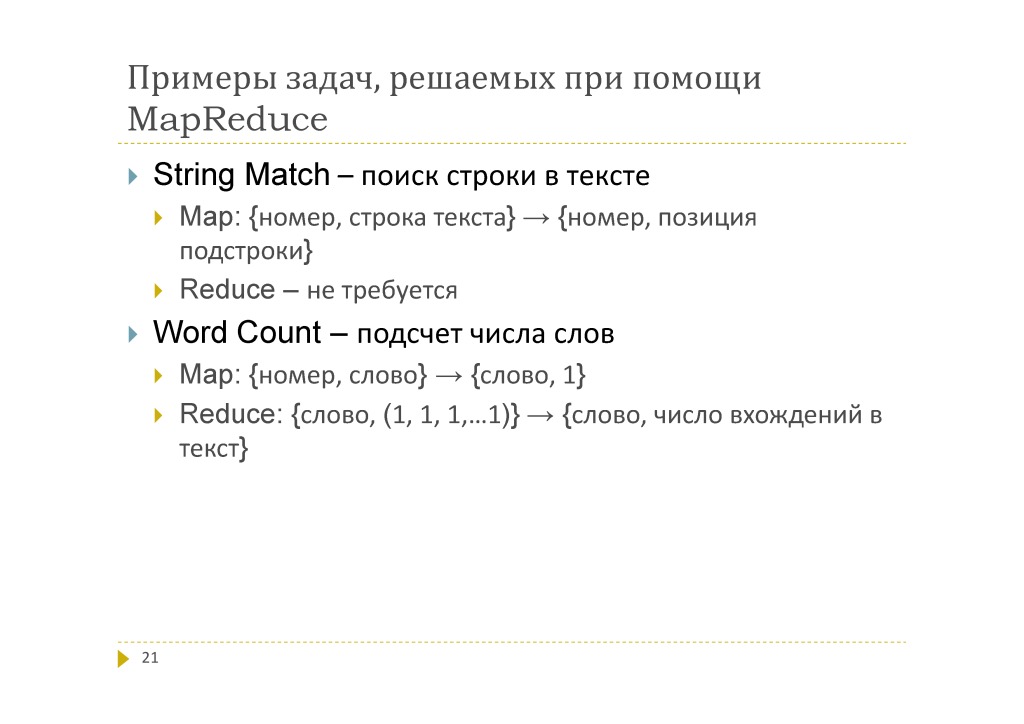 Примеры задач, решаемых при помощи
MapReduce
String Match – поиск строки в тексте
Map: {номер, строка текста} → {номер, позиция
подстроки}
Reduce – не требуется
Word Count – подсчет числа слов
Map: {номер, слово} → {слово, 1}
Reduce: {слово, (1, 1, 1,…1)} → {слово, число вхождений в
текст}
21